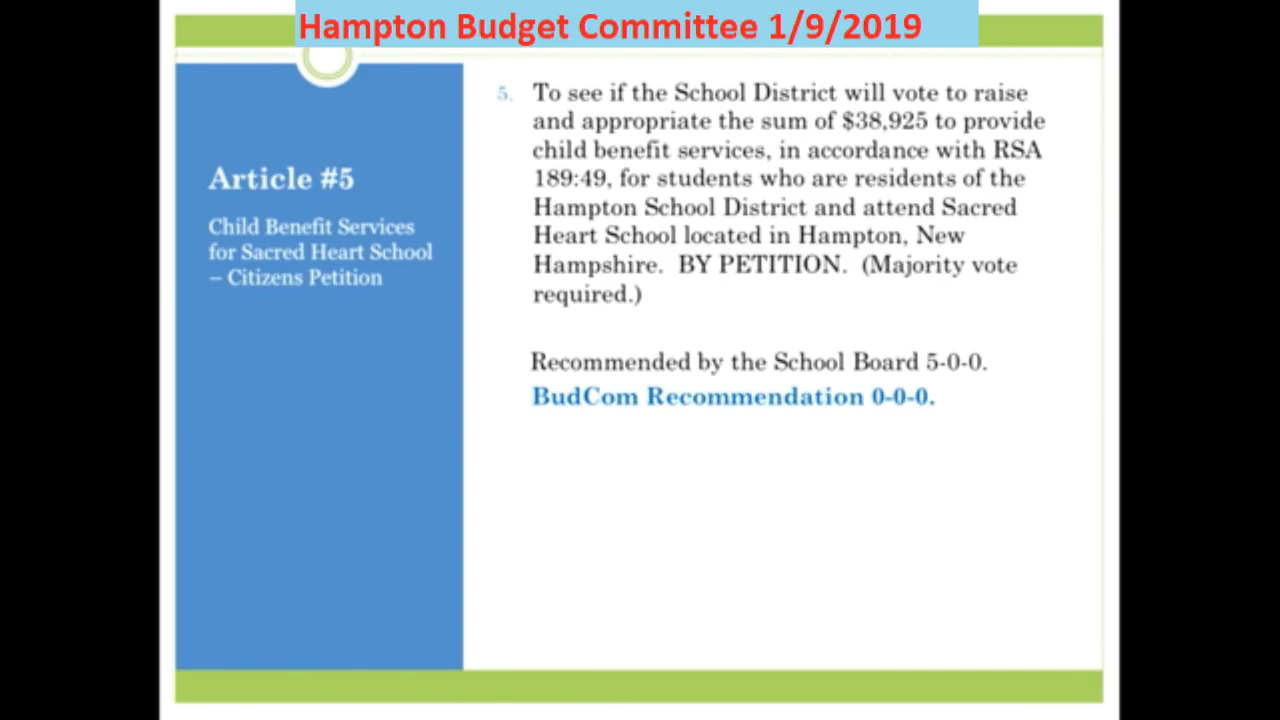 Hampton Budget Committee 1/9/2019
Article #5
Child Benefit Services
for Sacred Heart School
– Citizens Petition
5. To see if the School District will vote to raise
and appropriate the sum of $38,925 to provide
child benefit services, in accordance with RSA
189:49, for students who are residents of the
Hampton School District and attend Sacred
Heart School located in Hampton, New
Hampshire. BY PETITION. (Majority vote
required.)
Recommended by the School Board 5-0-0.
BudCom Recommendation 0-0-0.